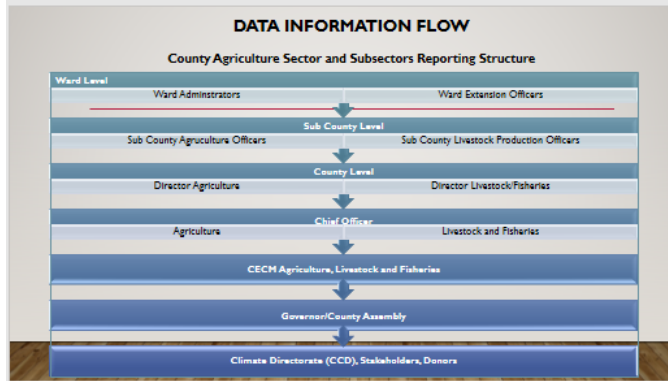 DATA INFORMATION FLOW
County Agriculture Sector and Subsectors Reporting Structure
Ward Level
Ward Adminstrators
Ward Extension Officers
Sub County Level
Sub County Agruculture Officers
Sub County Livestock Production Officers
County Level
Director Agriculture
Director Livestock/Fisheries
Chief Officer
Agriculture
Livestock and Fisheries
CECM Agriculture, Livestock and Fisheries
Governor/County Assembly
Climate Directorate (CCD), Stakeholders, Donors